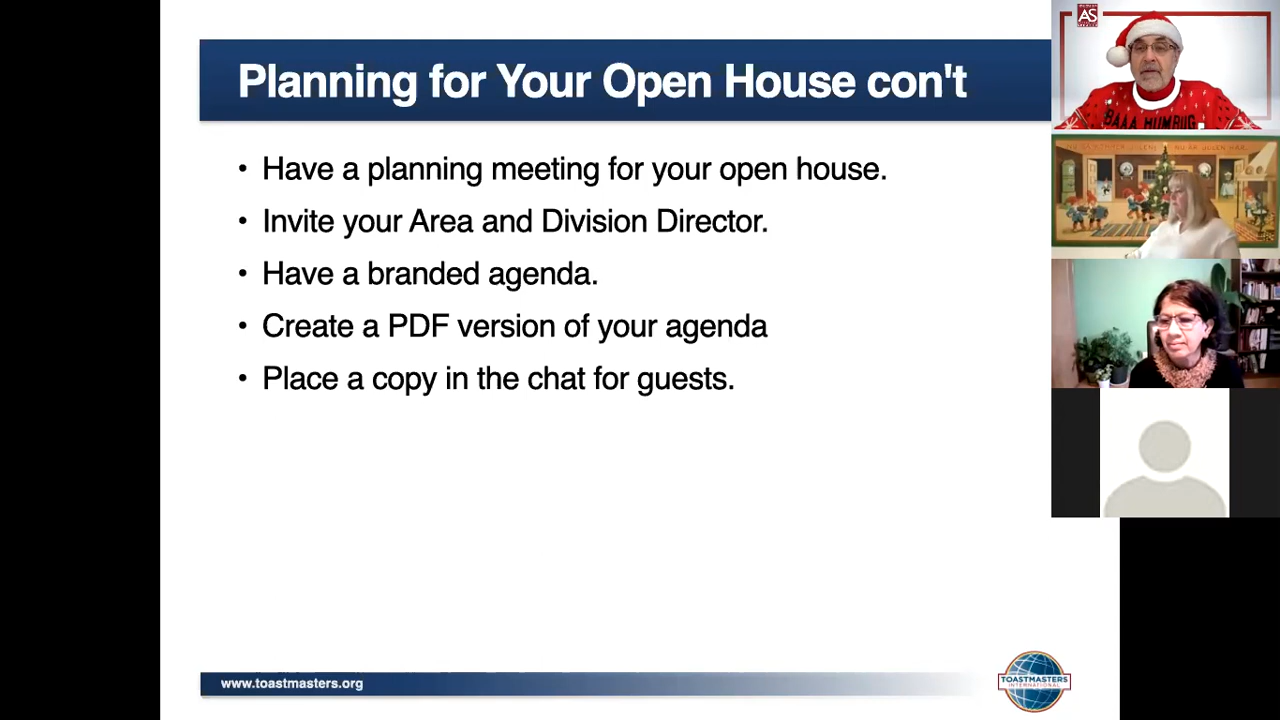 Planning for Your Open House con't
• Have a planning meeting for your open house.
• Invite your Area and Division Director.
• Have a branded agenda.
• Create a PDF version of your agenda
• Place a copy in the chat for guests.
www.toastmasters.org
TOASTMASTERS
INTERNATIONAL
AS
BAAA HUMBUG